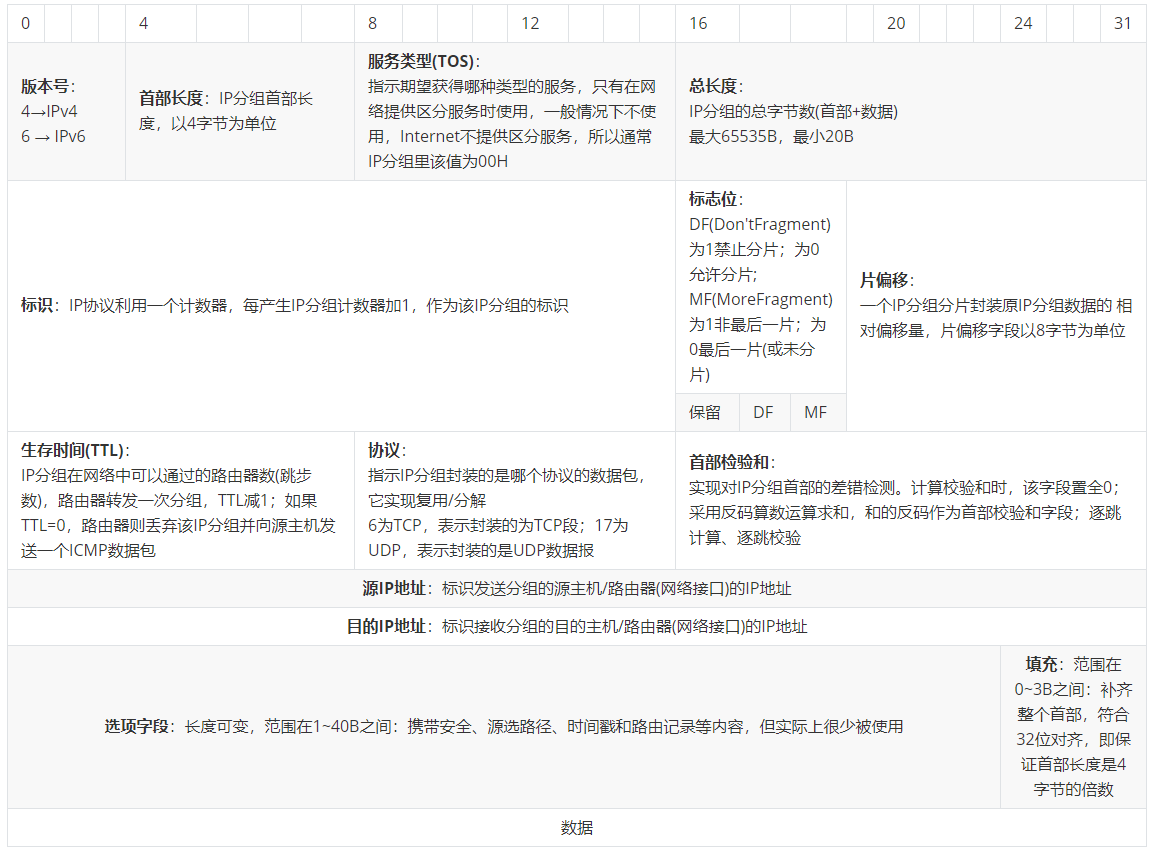 0 4 8 12 16 20 24 31
版本号:
4→IPv4
6 → IPv6
首部长度：IP分组首部长
度，以4字节为单位
服务类型(TOS):
指示期望获得哪种类型的服务，只有在网
络提供区分服务时使用，一般情况下不使
用，Internet不提供区分服务，所以通常
IP分组里该值为00H
总长度:
IP分组的总字节数(首部+数据)
最大65535B，最小20B
标识：IP协议利用一个计数器，每产生IP分组计数器加1，作为该IP分组的标识
标志位:
DF(Don'tFragment)
为1禁止分片；为0
允许分片;
MF(MoreFragment)
为1非最后一片；为
0最后一片(或未分
片)
片偏移:
一个IP分组分片封装原IP分组数据的 相
对偏移量，片偏移字段以8字节为单位
保留 DF MF
生存时间(TTL):
IP分组在网络中可以通过的路由器数(跳步
数)，路由器转发一次分组，TTL减1；如果
TTL=0，路由器则丢弃该IP分组并向源主机发
送一个ICMP数据包
协议:
指示IP分组封装的是哪个协议的数据包，
它实现复用/分解
6为TCP，表示封装的为TCP段；17为
UDP，表示封装的是UDP数据报
首部检验和:
实现对IP分组首部的差错检测。计算校验和时，该字段置全0；
采用反码算数运算求和，和的反码作为首部校验和字段；逐跳
计算、逐跳校验
源IP地址：标识发送分组的源主机/路由器(网络接口)的IP地址
目的IP地址：标识接收分组的目的主机/路由器(网络接口)的IP地址
选项字段：长度可变，范围在1~40B之间：携带安全、源选路径、时间戳和路由记录等内容，但实际上很少被使用
填充：范围在
0~3B之间：补齐
整个首部，符合
32位对齐，即保
证首部长度是4
字节的倍数
数据